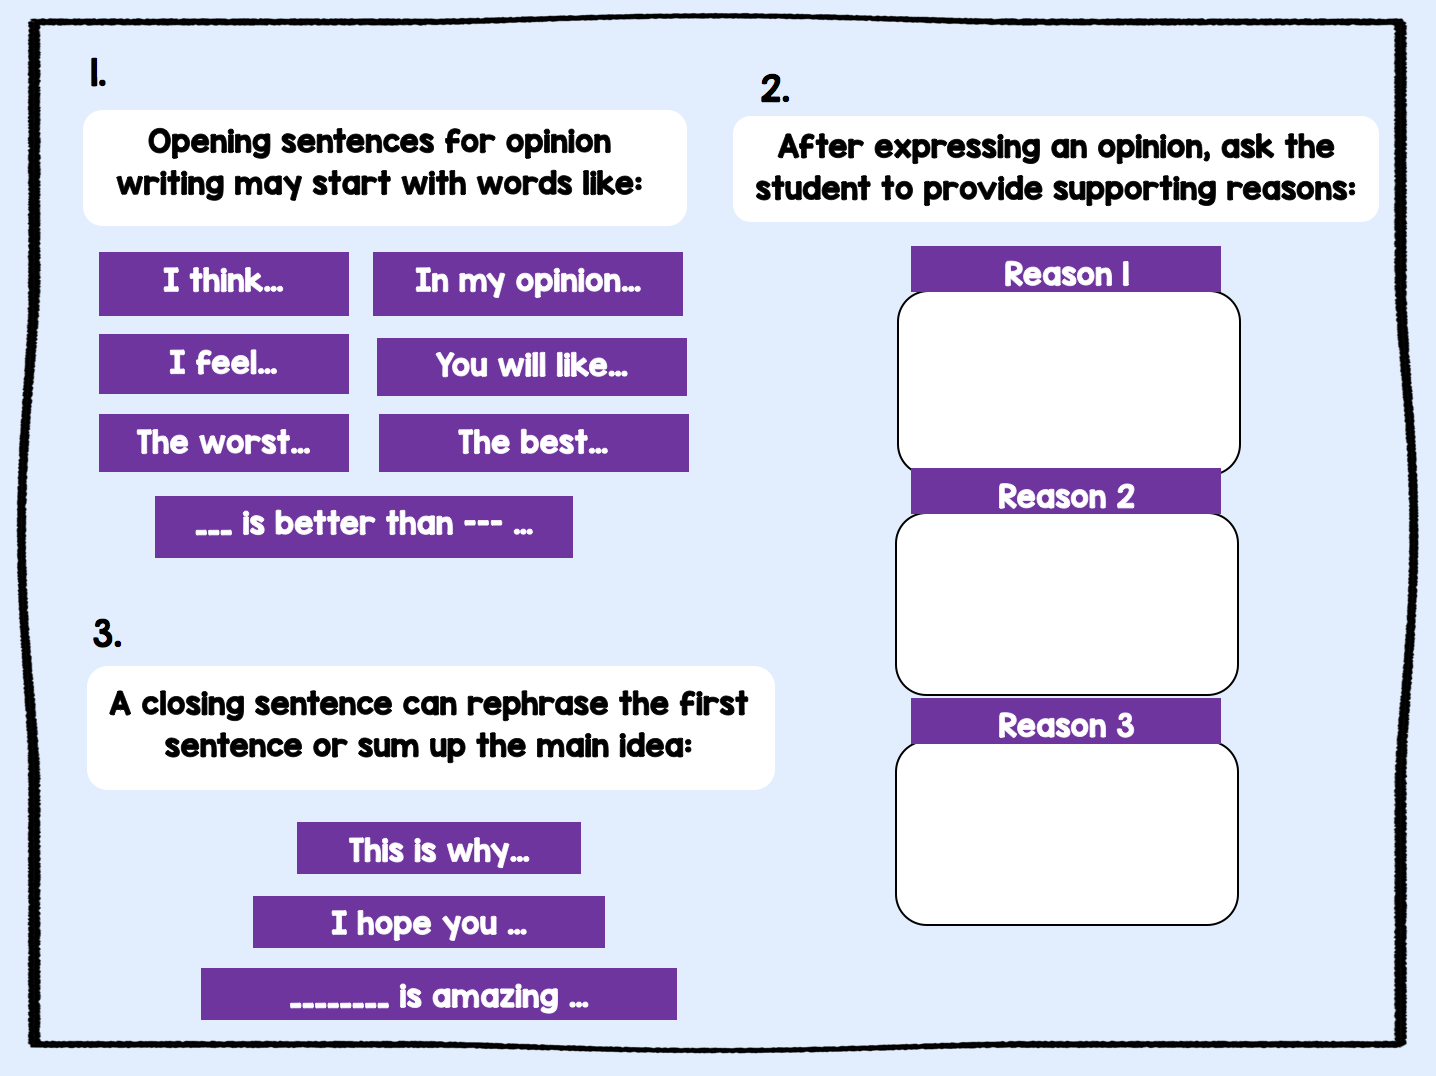 1.
Opening sentences for opinion
writing may start with words like:
I think...
In my opinion...
I feel...
You will like...
The worst...
The best...
___ is better than --- ...
2.
After expressing an opinion, ask the
student to provide supporting reasons:
Reason 1
Reason 2
Reason 3
3.
A closing sentence can rephrase the first
sentence or sum up the main idea:
This is why...
I hope you ...
________ is amazing ...